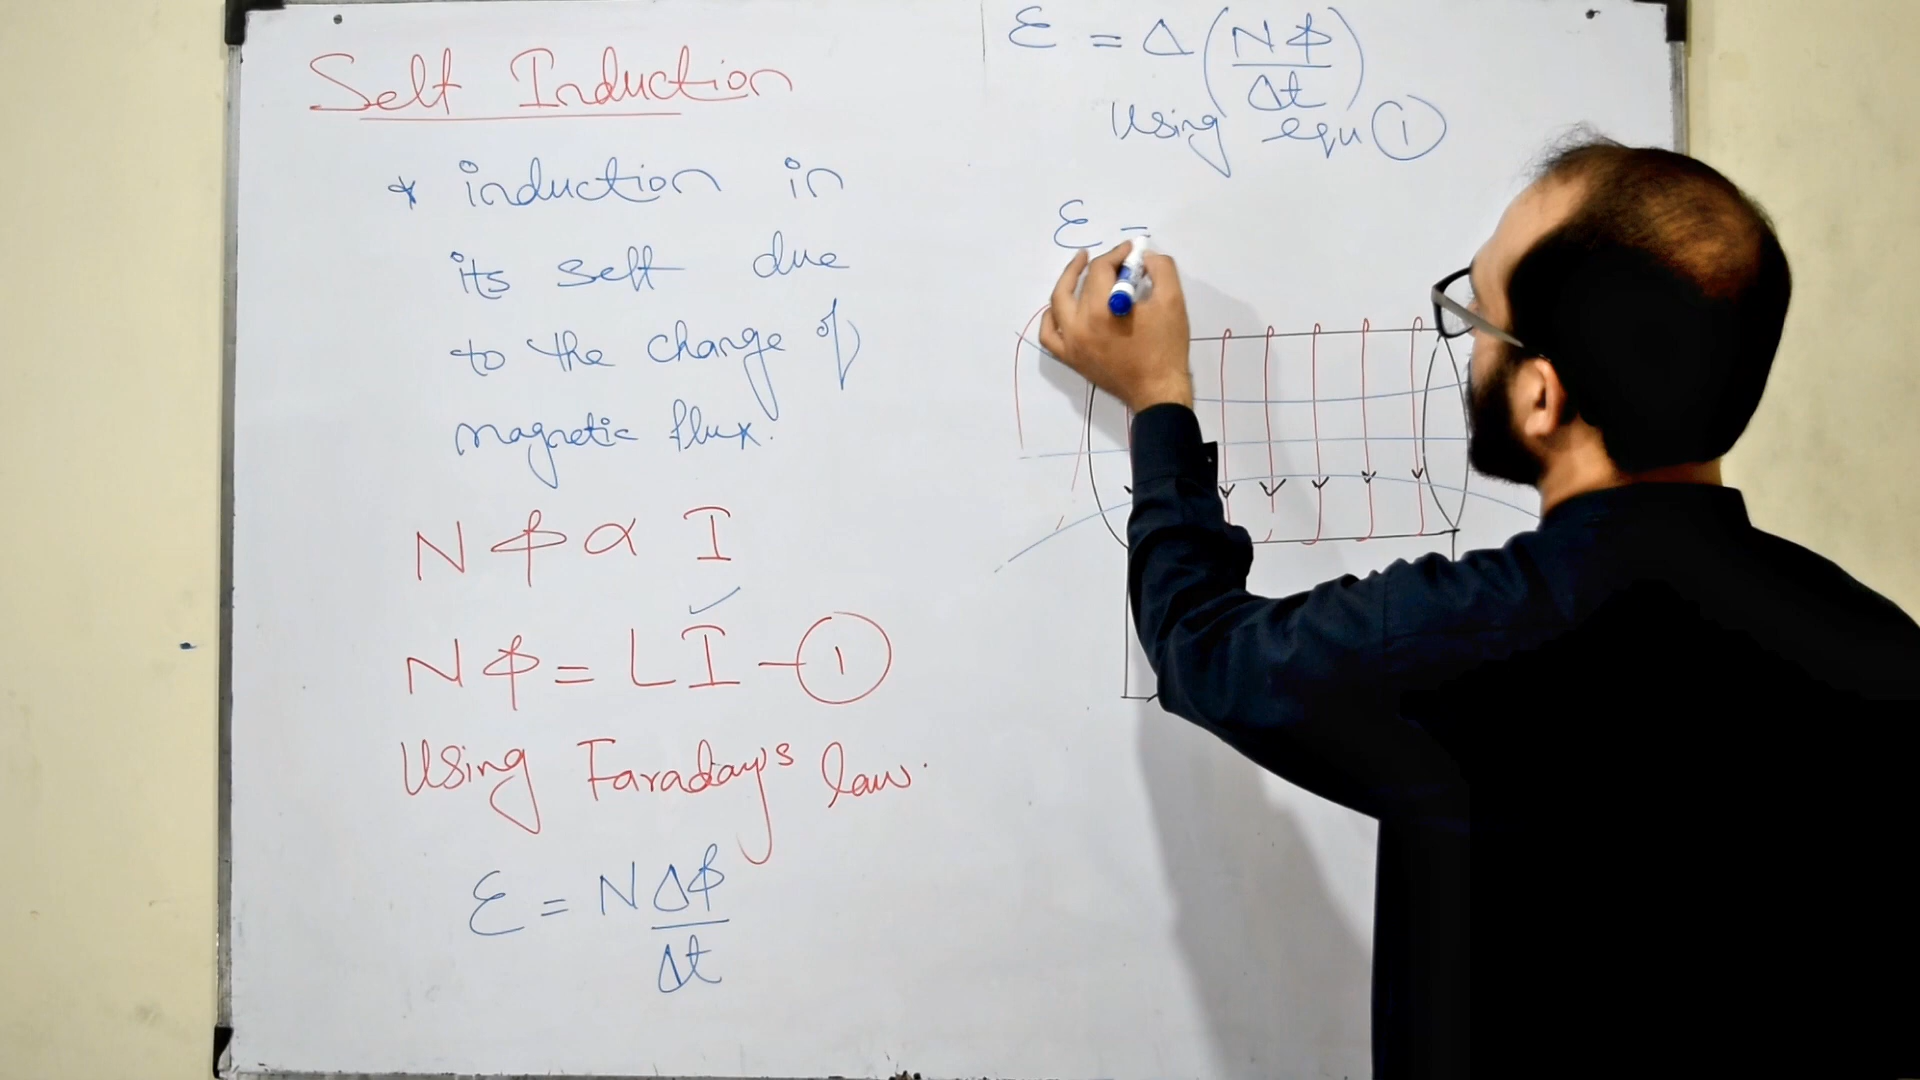 Self Induction
* induction in
its self due
to the change of
magnetic flux.
N ϕ α I
N ϕ = L I - ①
Using Faraday's law.
ε = N Δϕ / Δt
ε = Δ (Nϕ / Δt)
Using equ ①
ε =